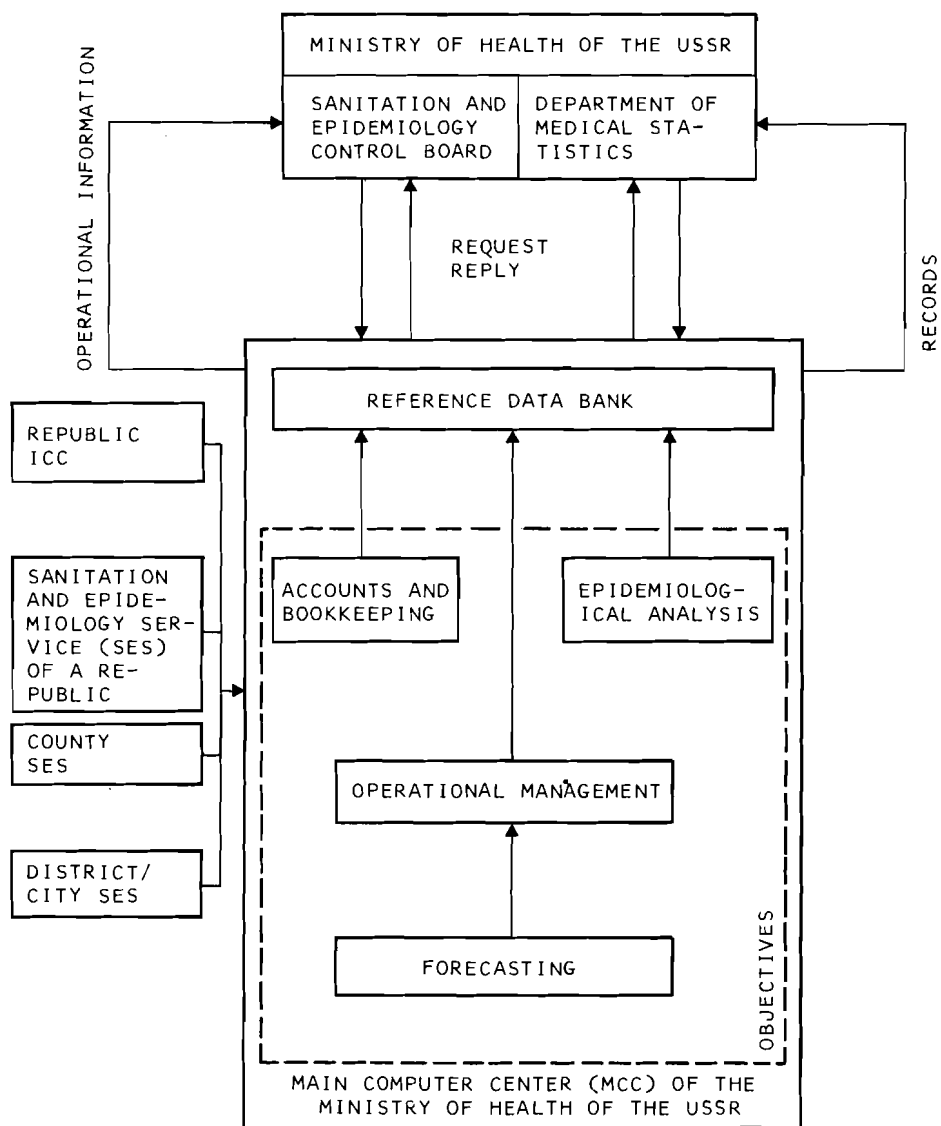 MINISTRY OF HEALTH OF THE USSR
SANITATION AND
EPIDEMIOLOGY
CONTROL BOARD
DEPARTMENT OF
MEDICAL STA-
TISTICS
OPERATIONAL INFORMATION
REQUEST
REPLY
RECORDS
REFERENCE DATA BANK
REPUBLIC
ICC
SANITATION
AND EPIDE-
MIOLOGY SER-
VICE (SES)
OF A RE-
PUBLIC
COUNTY
SES
DISTRICT/
CITY SES
ACCOUNTS AND
BOOKKEEPING
EPIDEMIOLOG-
ICAL ANALYSIS
OPERATIONAL MANAGEMENT
FORECASTING
OBJECTIVES
MAIN COMPUTER CENTER (MCC) OF THE
MINISTRY OF HEALTH OF THE USSR